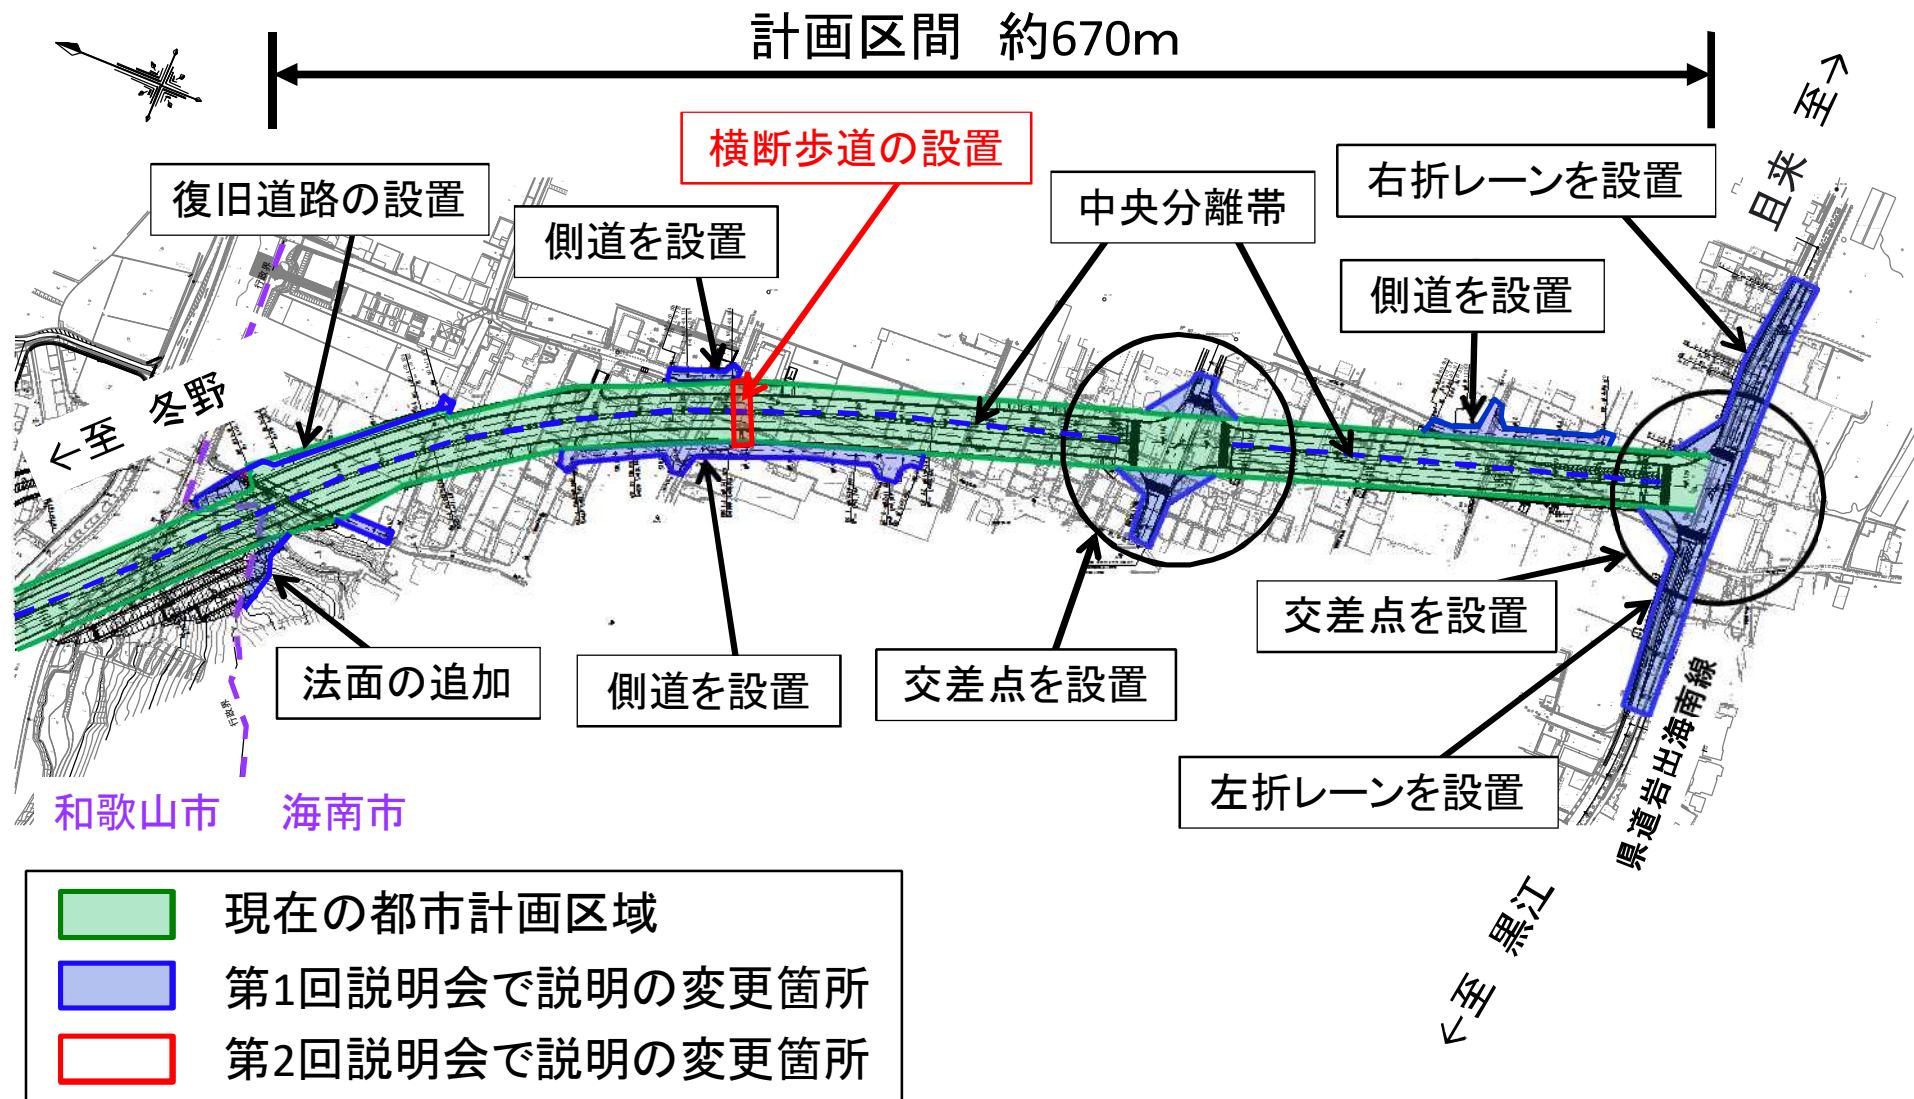 計画区間 約670m
至→
且来
横断歩道の設置
復旧道路の設置
右折レーンを設置
中央分離帯
側道を設置
側道を設置
行政界
←至 冬野
交差点を設置
法面の追加
側道を設置
交差点を設置
行政界
左折レーンを設置
県道岩出海南線
和歌山市 海南市
←至 黒江
現在の都市計画区域
第1回説明会で説明の変更箇所
第2回説明会で説明の変更箇所